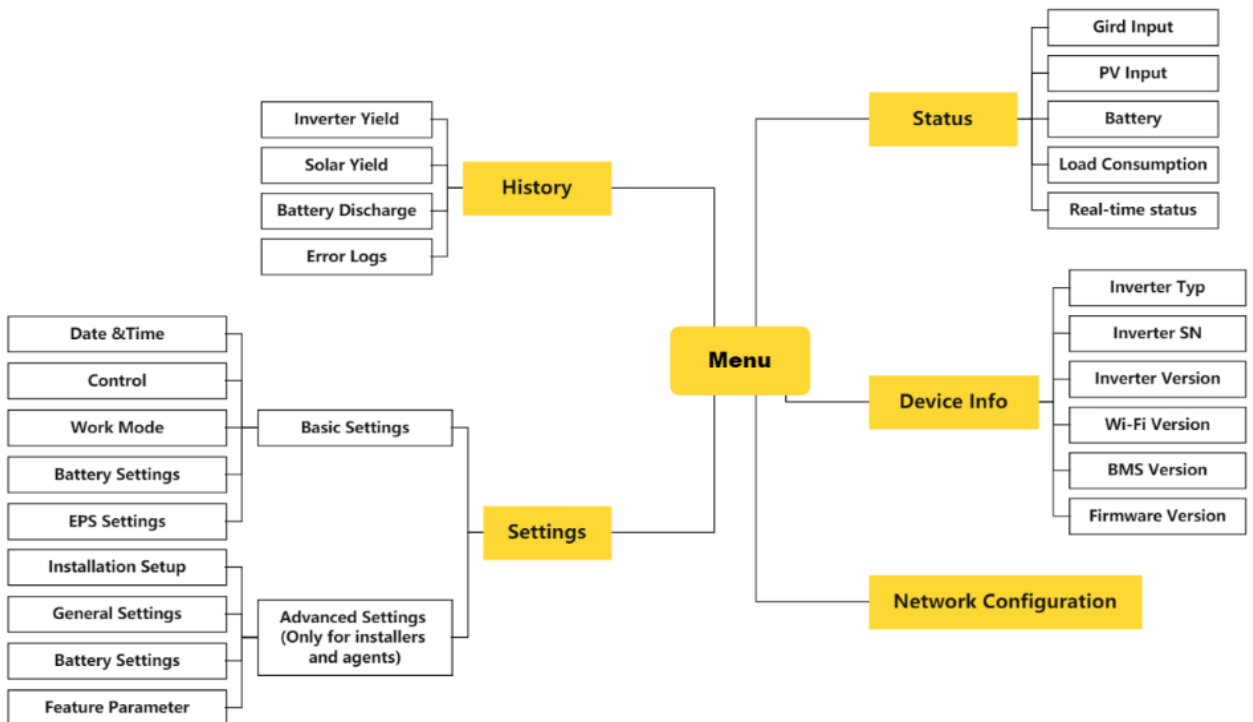 Menu
History
Inverter Yield
Solar Yield
Battery Discharge
Error Logs
Settings
Basic Settings
Date &Time
Control
Work Mode
Battery Settings
EPS Settings
Advanced Settings
(Only for installers
and agents)
Installation Setup
General Settings
Battery Settings
Feature Parameter
Status
Gird Input
PV Input
Battery
Load Consumption
Real-time status
Device Info
Inverter Typ
Inverter SN
Inverter Version
Wi-Fi Version
BMS Version
Firmware Version
Network Configuration